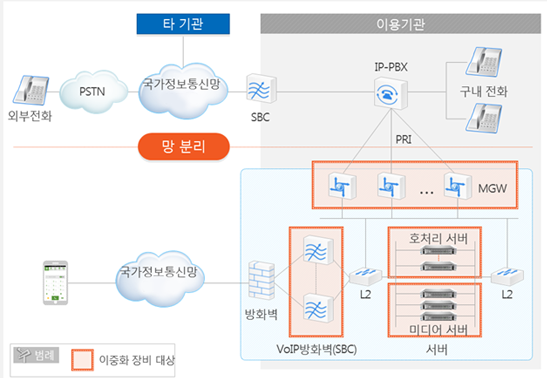 타 기관
이용기관
국가정보통신망
IP-PBX
PSTN
구내 전화
외부전화
SBC
PRI
망 분리
MGW
...
호처리 서버
국가정보통신망
방화벽
L2
L2
미디어 서버
VoIP방화벽(SBC)
서버
범례
이중화 장비 대상